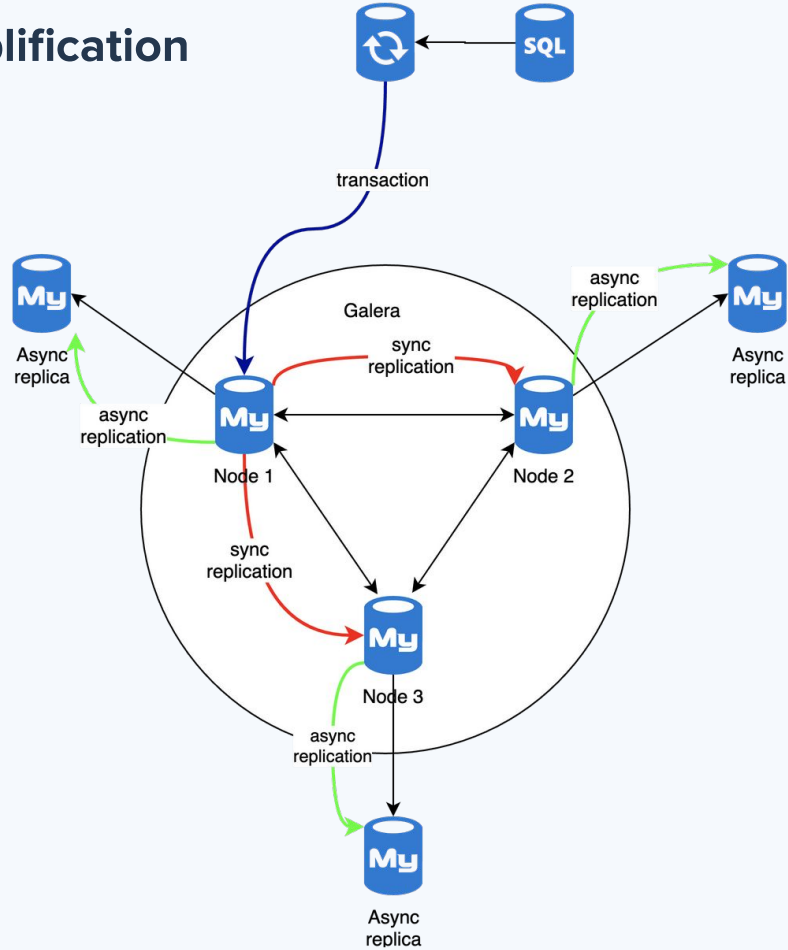 plification
SQL
transaction
My
Async
replica
async
replication
Galera
sync
replication
async
replication
My
Async
replica
My
Node 1
My
Node 2
sync
replication
My
Node 3
async
replication
My
Async
replica